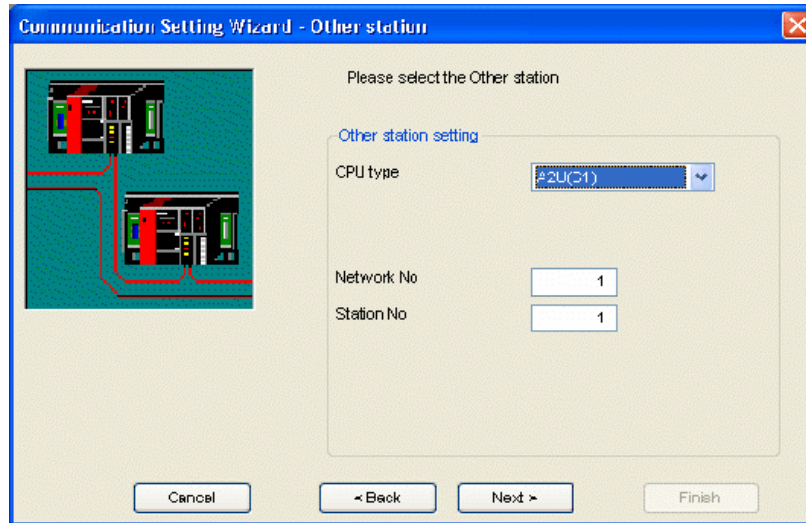 Communication Setting Wizard - Other station
Please select the Other station
Other station setting
CPU type
A2U(S1)
Network No
1
Station No
1
Cancel
< Back
Next >
Finish